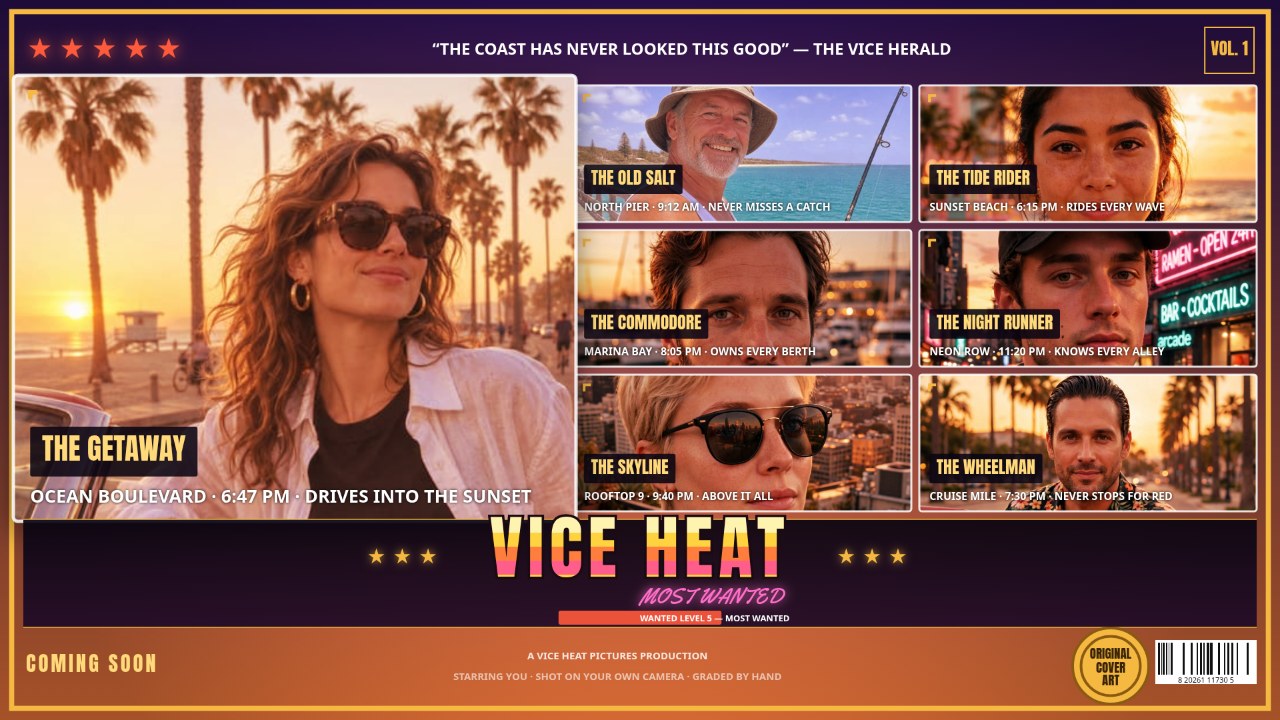 “THE COAST HAS NEVER LOOKED THIS GOOD” — THE VICE HERALD
VOL. 1
THE GETAWAY
OCEAN BOULEVARD · 6:47 PM · DRIVES INTO THE SUNSET
THE OLD SALT
NORTH PIER · 9:12 AM · NEVER MISSES A CATCH
THE TIDE RIDER
SUNSET BEACH · 6:15 PM · RIDES EVERY WAVE
THE COMMODORE
MARINA BAY · 8:05 PM · OWNS EVERY BERTH
RAMEN - OPEN 24H
BAR • COCKTAILS
arcade
THE NIGHT RUNNER
NEON ROW · 11:20 PM · KNOWS EVERY ALLEY
THE SKYLINE
ROOFTOP 9 · 9:40 PM · ABOVE IT ALL
THE WHEELMAN
CRUISE MILE · 7:30 PM · NEVER STOPS FOR RED
VICE HEAT
MOST WANTED
WANTED LEVEL 5 — MOST WANTED
COMING SOON
A VICE HEAT PICTURES PRODUCTION
STARRING YOU · SHOT ON YOUR OWN CAMERA · GRADED BY HAND
ORIGINAL
COVER
ART
8 20261 11730 5